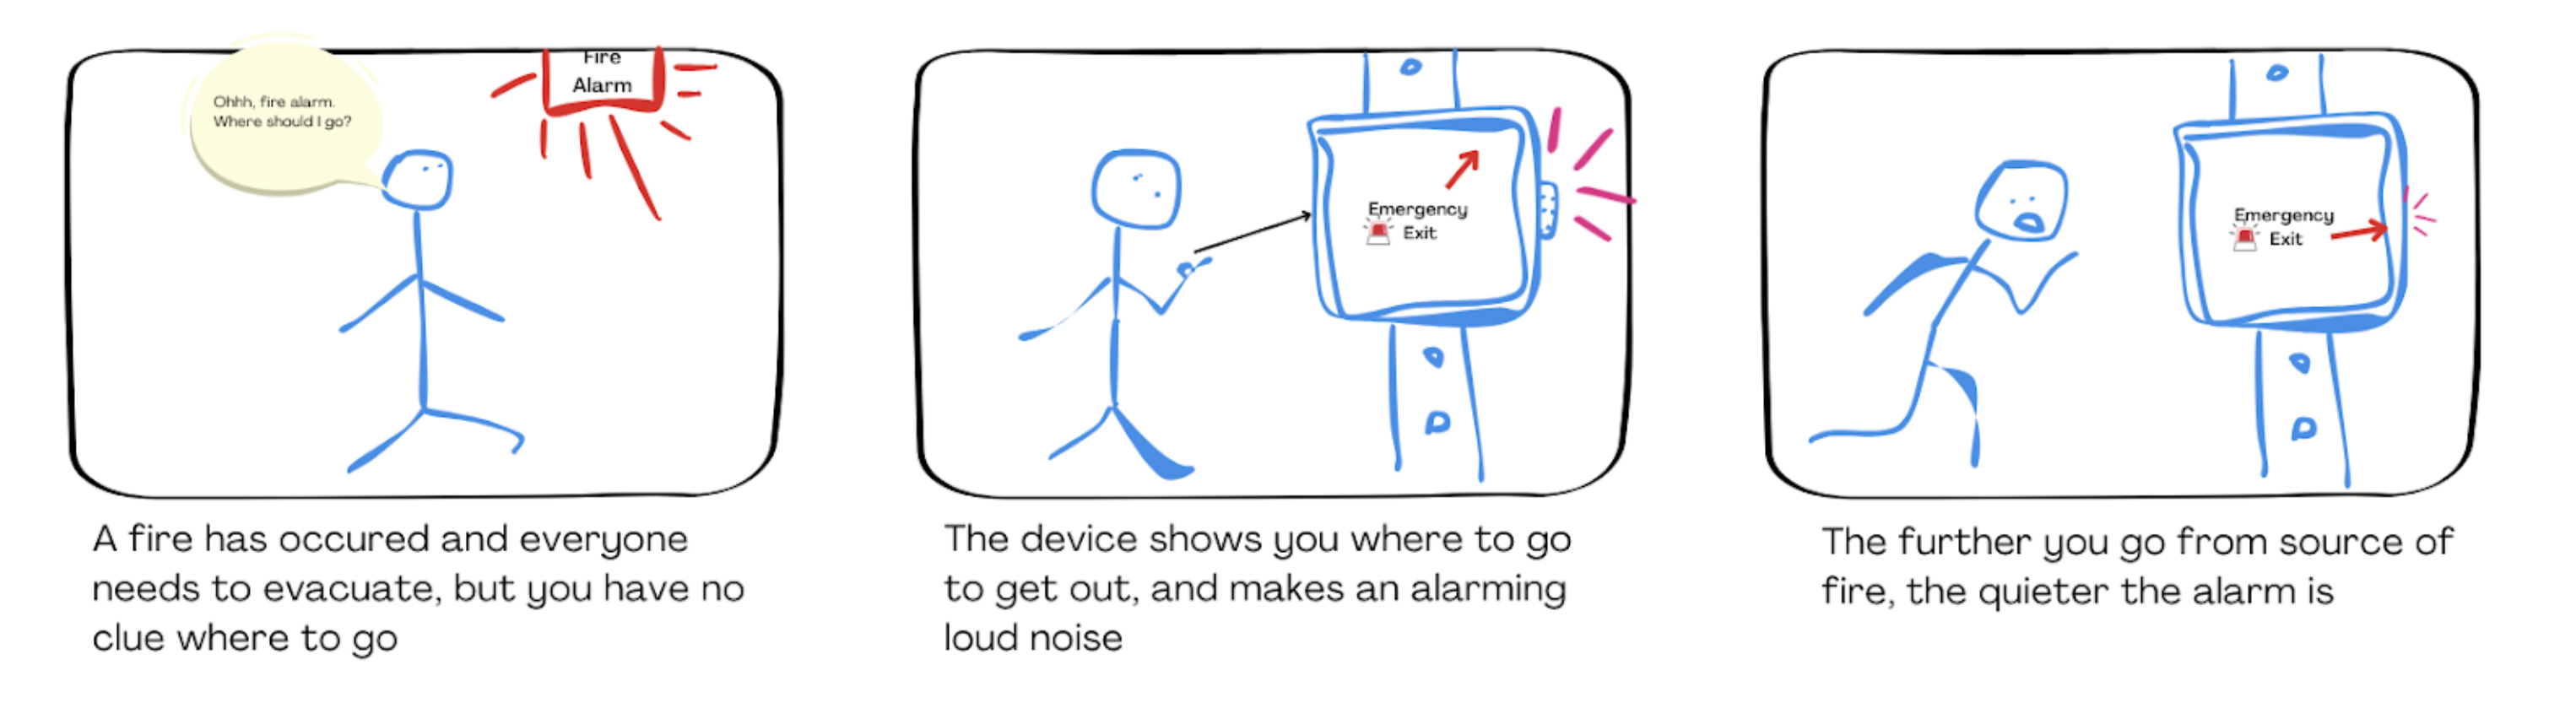 Ohhh, fire alarm.
Where should I go?
Fire
Alarm
A fire has occured and everyone
needs to evacuate, but you have no
clue where to go
Emergency
Exit
The device shows you where to go
to get out, and makes an alarming
loud noise
Emergency
Exit
The further you go from source of
fire, the quieter the alarm is